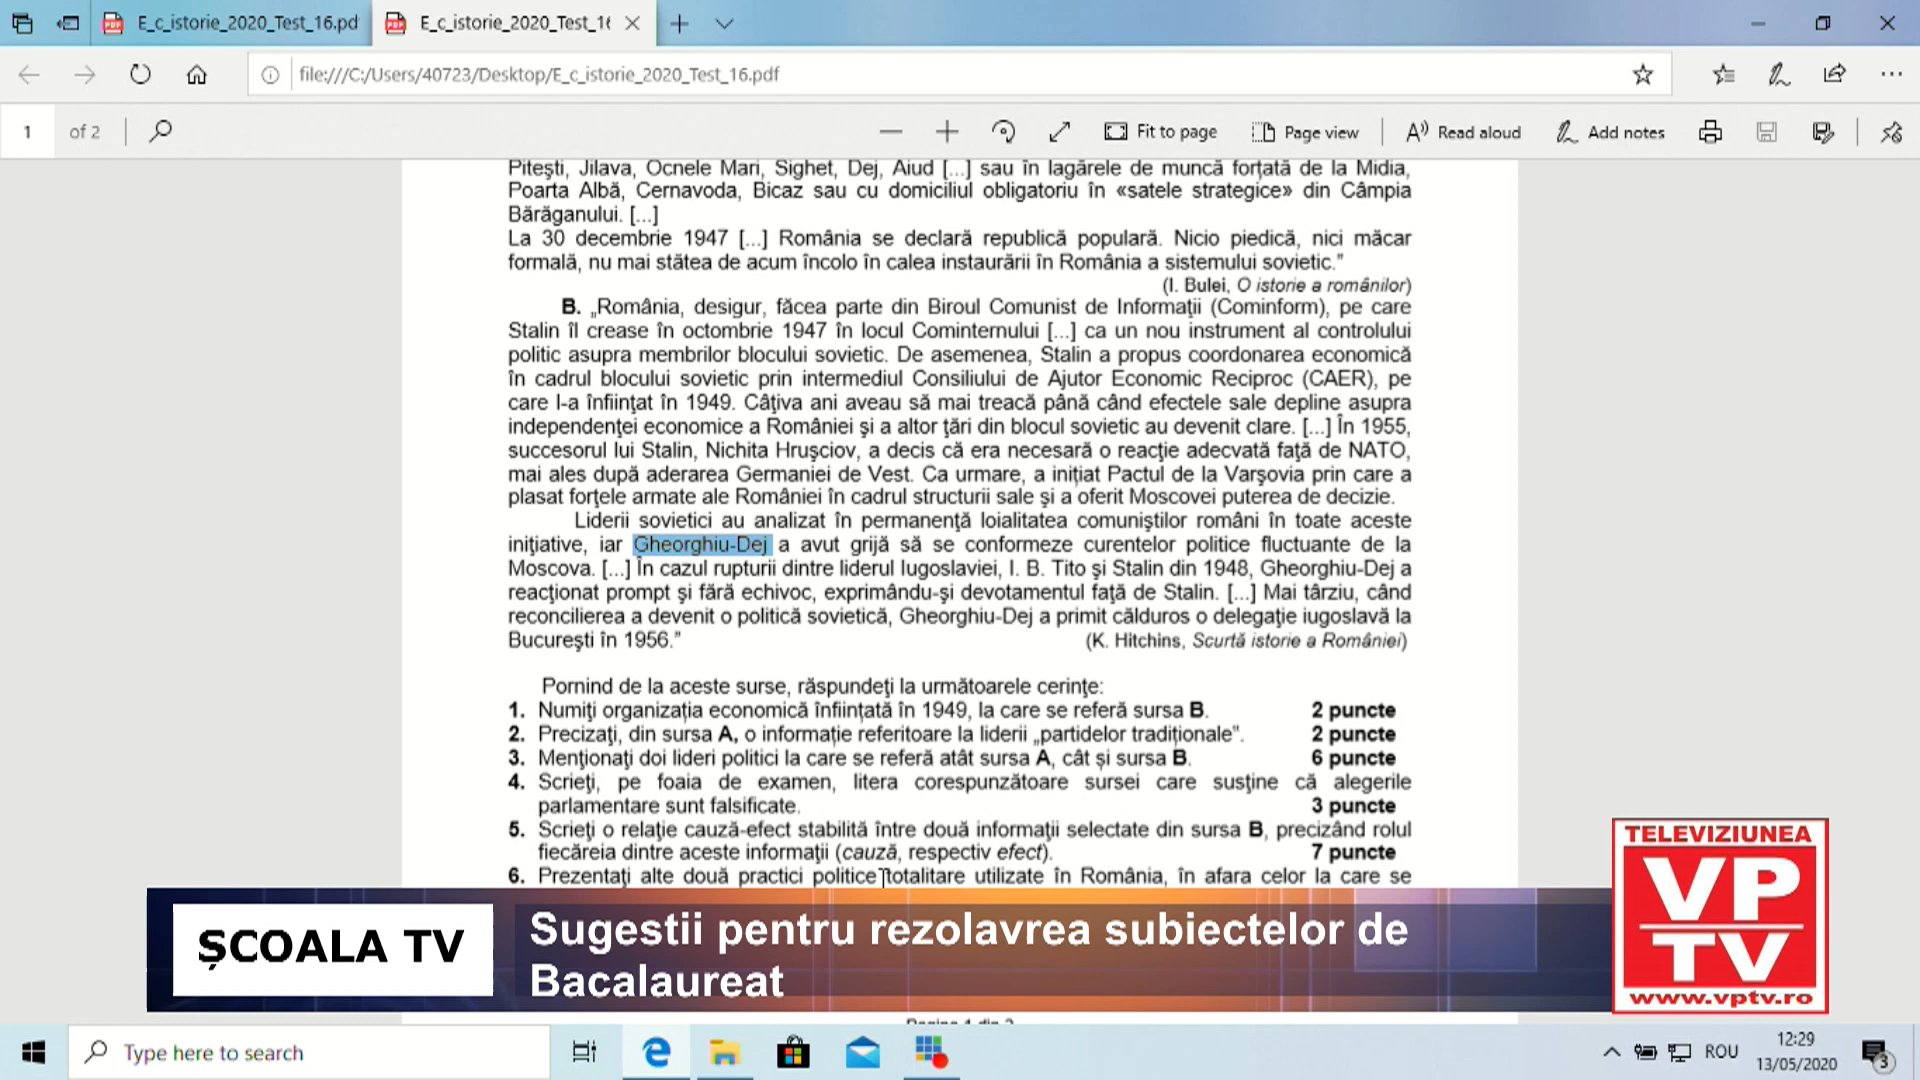 E_c_istorie_2020_Test_16.pd
E_c_istorie_2020_Test_1
file:///C:/Users/40723/Desktop/E_c_istorie_2020_Test_16.pdf
1 of 2
Fit to page
Page view
Read aloud
Add notes
Piteşti, Jilava, Ocnele Mari, Sighet, Dej, Aiud [...] sau în lagărele de muncă forţată de la Midia,
Poarta Albă, Cernavoda, Bicaz sau cu domiciliul obligatoriu în «satele strategice» din Câmpia
Bărăganului. [...]
La 30 decembrie 1947 [...] România se declară republică populară. Nicio piedică, nici măcar
formală, nu mai stătea de acum încolo în calea instaurării în România a sistemului sovietic.”
(I. Bulei, O istorie a românilor)
B. „România, desigur, făcea parte din Biroul Comunist de Informaţii (Cominform), pe care
Stalin îl crease în octombrie 1947 în locul Cominternului [...] ca un nou instrument al controlului
politic asupra membrilor blocului sovietic. De asemenea, Stalin a propus coordonarea economică
în cadrul blocului sovietic prin intermediul Consiliului de Ajutor Economic Reciproc (CAER), pe
care l-a înfiinţat în 1949. Câţiva ani aveau să mai treacă până când efectele sale depline asupra
independenţei economice a României şi a altor ţări din blocul sovietic au devenit clare. [...] În 1955,
succesorul lui Stalin, Nichita Hruşciov, a decis că era necesară o reacţie adecvată faţă de NATO,
mai ales după aderarea Germaniei de Vest. Ca urmare, a iniţiat Pactul de la Varşovia prin care a
plasat forţele armate ale României în cadrul structurii sale şi a oferit Moscovei puterea de decizie.
Liderii sovietici au analizat în permanenţă loialitatea comuniştilor români în toate aceste
iniţiative, iar Gheorghiu-Dej a avut grijă să se conformeze curentelor politice fluctuante de la
Moscova. [...] În cazul rupturii dintre liderul Iugoslaviei, I. B. Tito şi Stalin din 1948, Gheorghiu-Dej a
reacţionat prompt şi fără echivoc, exprimându-şi devotamentul faţă de Stalin. [...] Mai târziu, când
reconcilierea a devenit o politică sovietică, Gheorghiu-Dej a primit călduros o delegaţie iugoslavă la
Bucureşti în 1956.” (K. Hitchins, Scurtă istorie a României)
Pornind de la aceste surse, răspundeţi la următoarele cerinţe:
1. Numiţi organizaţia economică înfiinţată în 1949, la care se referă sursa B. 2 puncte
2. Precizaţi, din sursa A, o informaţie referitoare la liderii „partidelor tradiţionale”. 2 puncte
3. Menţionaţi doi lideri politici la care se referă atât sursa A, cât şi sursa B. 6 puncte
4. Scrieţi, pe foaia de examen, litera corespunzătoare sursei care susţine că alegerile
parlamentare sunt falsificate. 3 puncte
5. Scrieţi o relaţie cauză-efect stabilită între două informaţii selectate din sursa B, precizând rolul
fiecăreia dintre aceste informaţii (cauză, respectiv efect). 7 puncte
6. Prezentaţi alte două practici politice totalitare utilizate în România, în afara celor la care se
ȘCOALA TV
Sugestii pentru rezolavrea subiectelor de
Bacalaureat
TELEVIZIUNEA
VP
TV
www.vptv.ro
Type here to search
ROU
12:29
13/05/2020
3